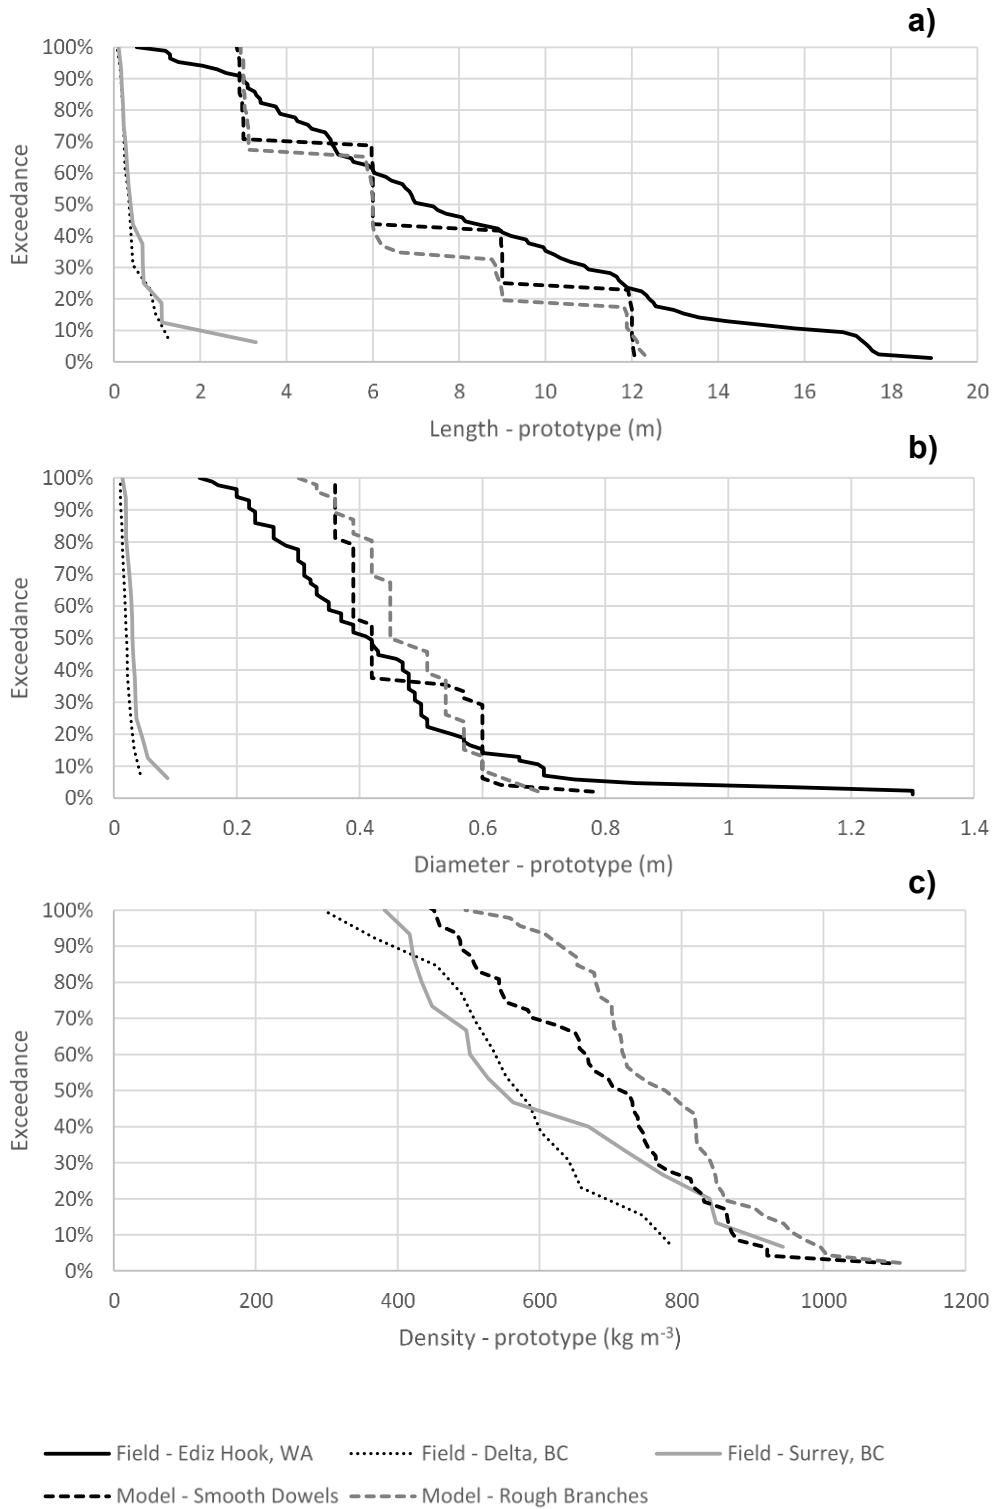 a)
100%
90%
80%
70%
60%
50%
40%
30%
20%
10%
0%
Exceedance
0 2 4 6 8 10 12 14 16 18 20
Length - prototype (m)
b)
100%
90%
80%
70%
60%
50%
40%
30%
20%
10%
0%
Exceedance
0 0.2 0.4 0.6 0.8 1 1.2 1.4
Diameter - prototype (m)
c)
100%
90%
80%
70%
60%
50%
40%
30%
20%
10%
0%
Exceedance
0 200 400 600 800 1000 1200
Density - prototype (kg m⁻³)
Field - Ediz Hook, WA Field - Delta, BC Field - Surrey, BC
Model - Smooth Dowels Model - Rough Branches